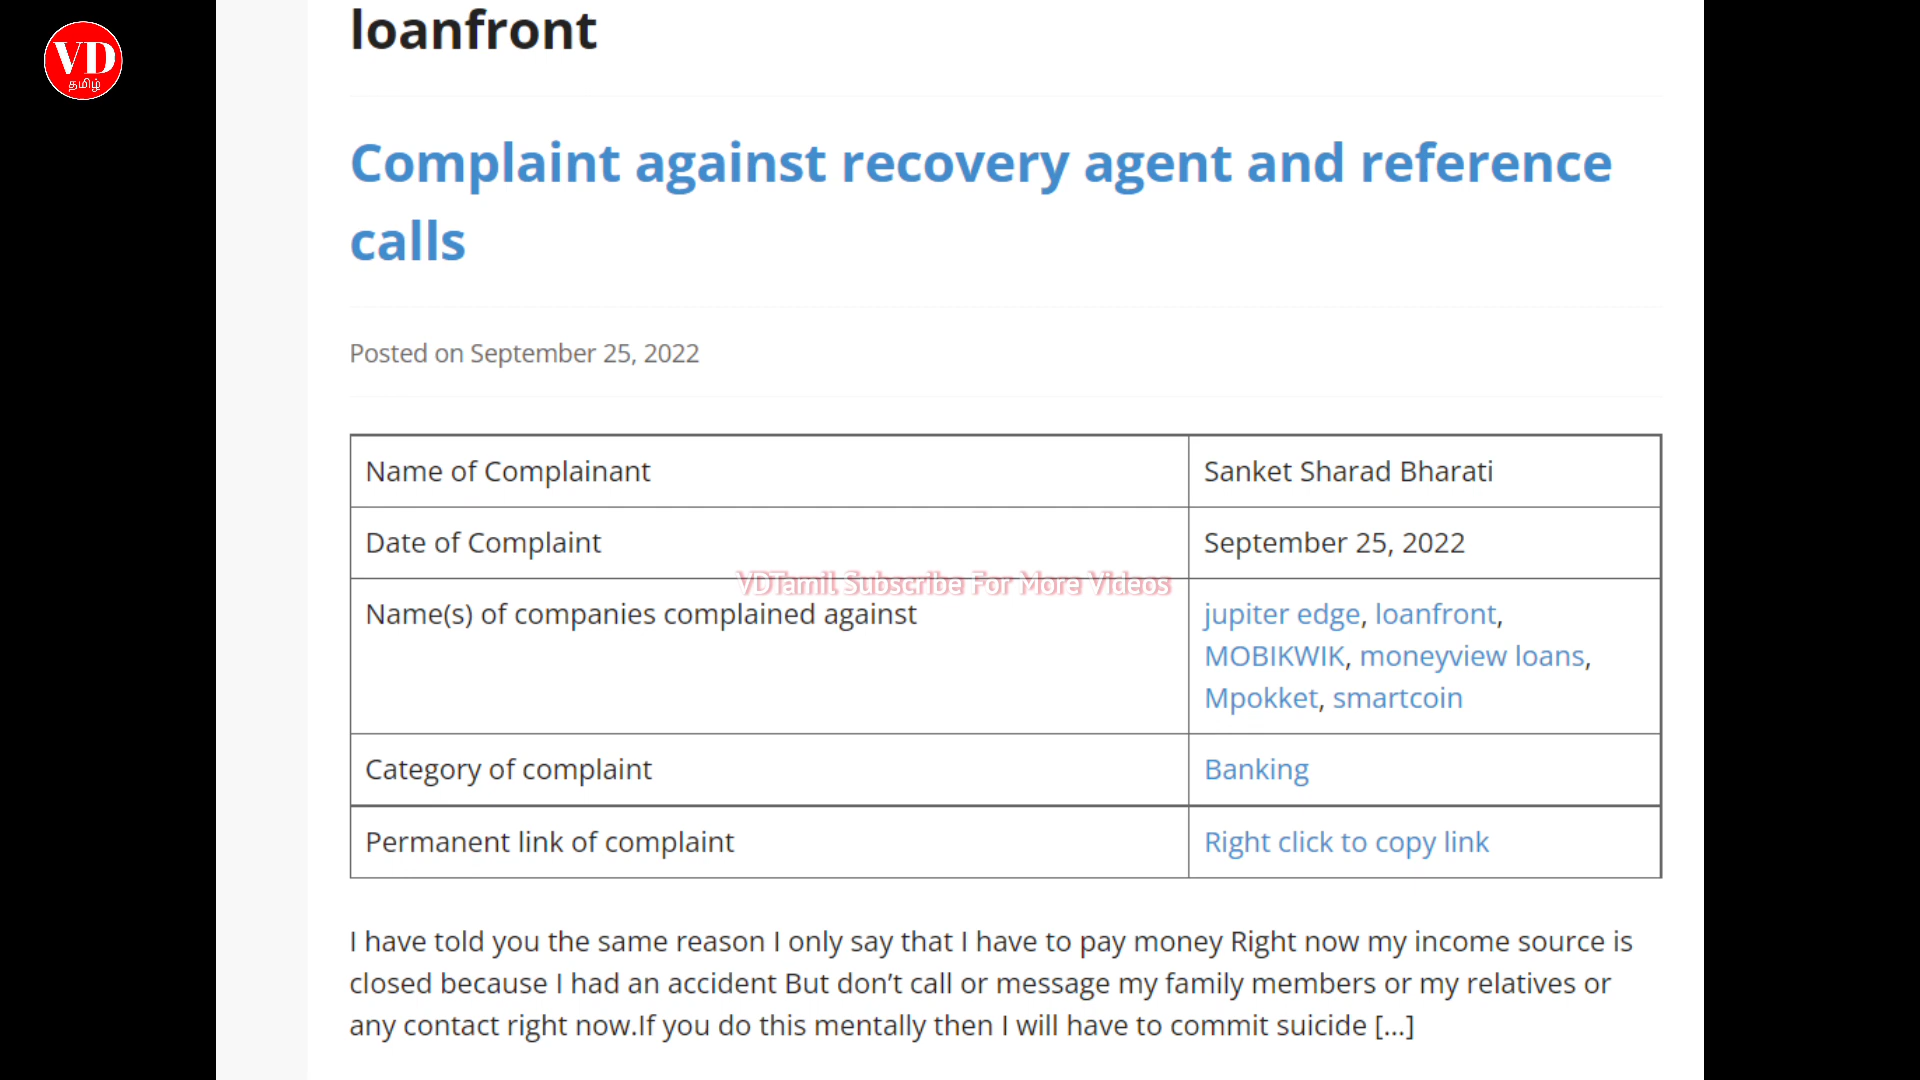 VD
தமிழ்
loanfront
Complaint against recovery agent and reference
calls
Posted on September 25, 2022
Name of Complainant
Sanket Sharad Bharati
Date of Complaint
September 25, 2022
VDTamil Subscribe For More Videos
Name(s) of companies complained against
jupiter edge, loanfront,
MOBIKWIK, moneyview loans,
Mpokket, smartcoin
Category of complaint
Banking
Permanent link of complaint
Right click to copy link
I have told you the same reason I only say that I have to pay money Right now my income source is
closed because I had an accident But don’t call or message my family members or my relatives or
any contact right now.If you do this mentally then I will have to commit suicide […]